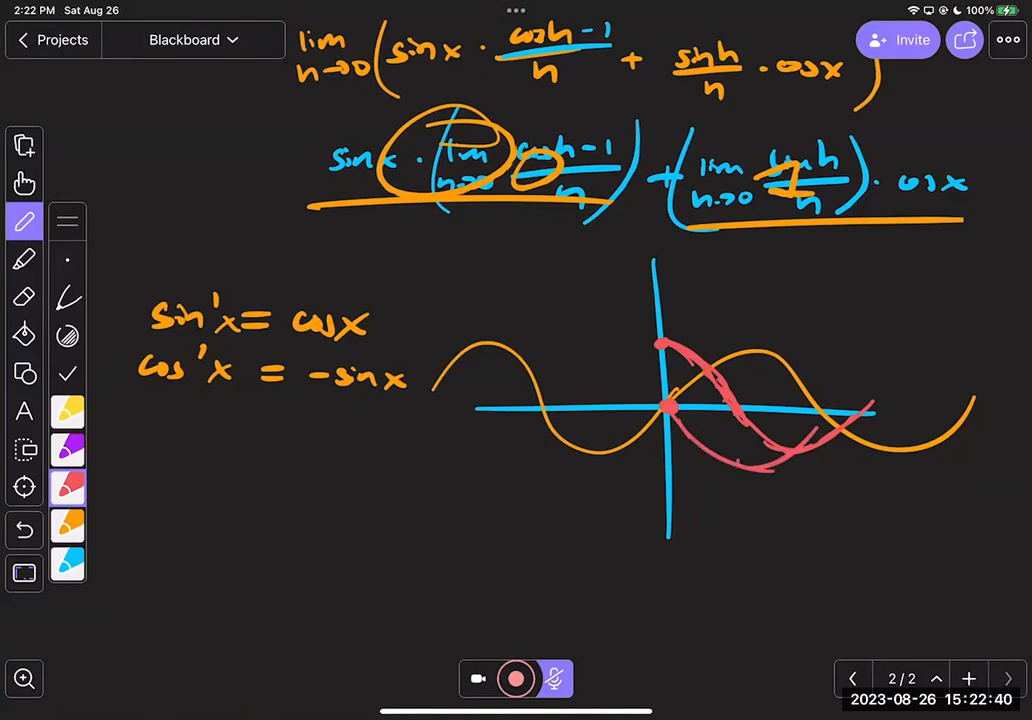 2:22 PM Sat Aug 26
100%
Projects
Blackboard
Invite
lim h→0 ( sin x · cos h - 1 / h + sin h / h · cos x )
sin x · ( lim h→0 cos h - 1 / h ) + ( lim h→0 sin h / h ) · cos x
sin'x = cos x
cos'x = -sin x
A
2 / 2
2023-08-26 15:22:40